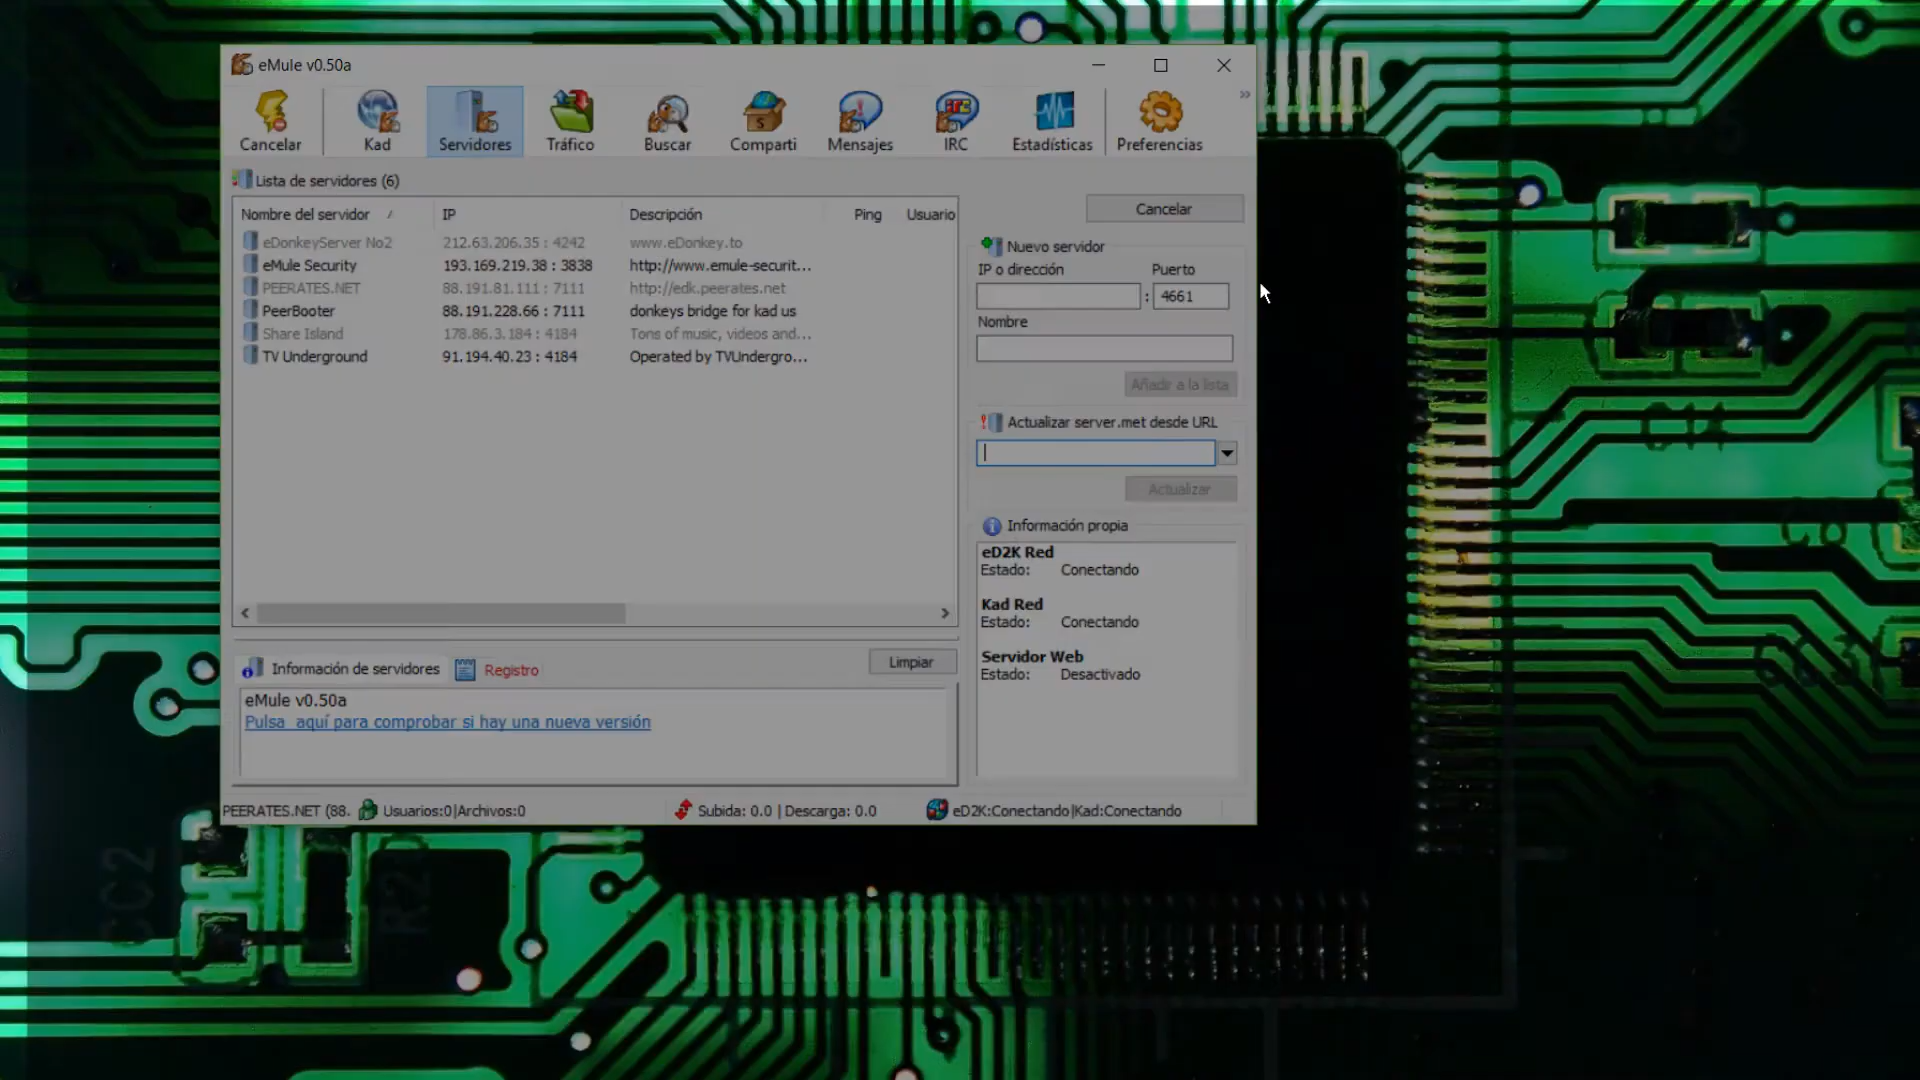 eMule v0.50a
Cancelar
Kad
Servidores
Tráfico
Buscar
Comparti
Mensajes
IRC
Estadísticas
Preferencias
»
Lista de servidores (6)
Nombre del servidor / IP Descripción Ping Usuario
eDonkeyServer No2 212.63.206.35 : 4242 www.eDonkey.to
eMule Security 193.169.219.38 : 3838 http://www.emule-securit...
PEERATES.NET 88.191.81.111 : 7111 http://edk.peerates.net
PeerBooter 88.191.228.66 : 7111 donkeys bridge for kad us
Share Island 178.86.3.184 : 4184 Tons of music, videos and...
TV Underground 91.194.40.23 : 4184 Operated by TVUndergro...
Cancelar
Nuevo servidor
IP o dirección Puerto
: 4661
Nombre
Añadir a la lista
Actualizar server.met desde URL
Actualizar
Información propia
eD2K Red
Estado: Conectando
Kad Red
Estado: Conectando
Servidor Web
Estado: Desactivado
Información de servidores
Registro
Limpiar
eMule v0.50a
Pulsa aquí para comprobar si hay una nueva versión
PEERATES.NET (88. Usuarios:0|Archivos:0 Subida: 0.0 | Descarga: 0.0 eD2K:Conectando|Kad:Conectando